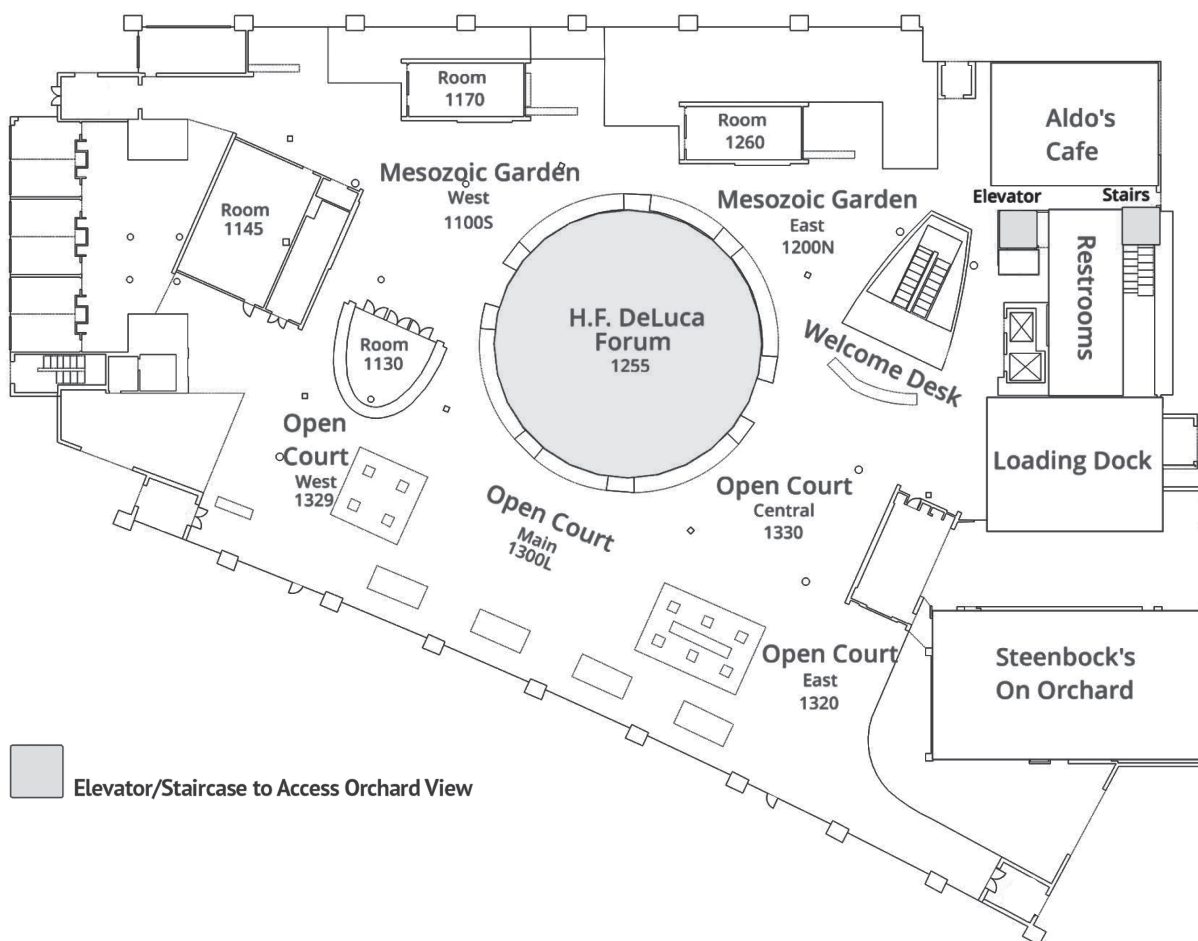 Room
1170
Room
1260
Aldo's
Cafe
Mesozoic Garden
West
1100S
Mesozoic Garden
East
1200N
Elevator
Stairs
Room
1145
Restrooms
H.F. DeLuca
Forum
1255
Room
1130
Welcome Desk
Open
Court
West
1329
Loading Dock
Open Court
Main
1300L
Open Court
Central
1330
Open Court
East
1320
Steenbock's
On Orchard
Elevator/Staircase to Access Orchard View